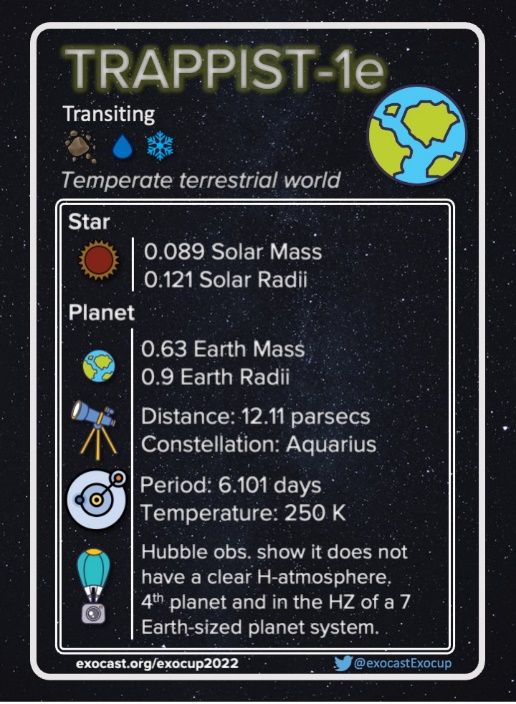 TRAPPIST-1e
Transiting
Temperate terrestrial world
Star
0.089 Solar Mass
0.121 Solar Radii
Planet
0.63 Earth Mass
0.9 Earth Radii
Distance: 12.11 parsecs
Constellation: Aquarius
Period: 6.101 days
Temperature: 250 K
Hubble obs. show it does not
have a clear H-atmosphere.
4th planet and in the HZ of a 7
Earth-sized planet system.
exocast.org/exocup2022
@exocastExocup